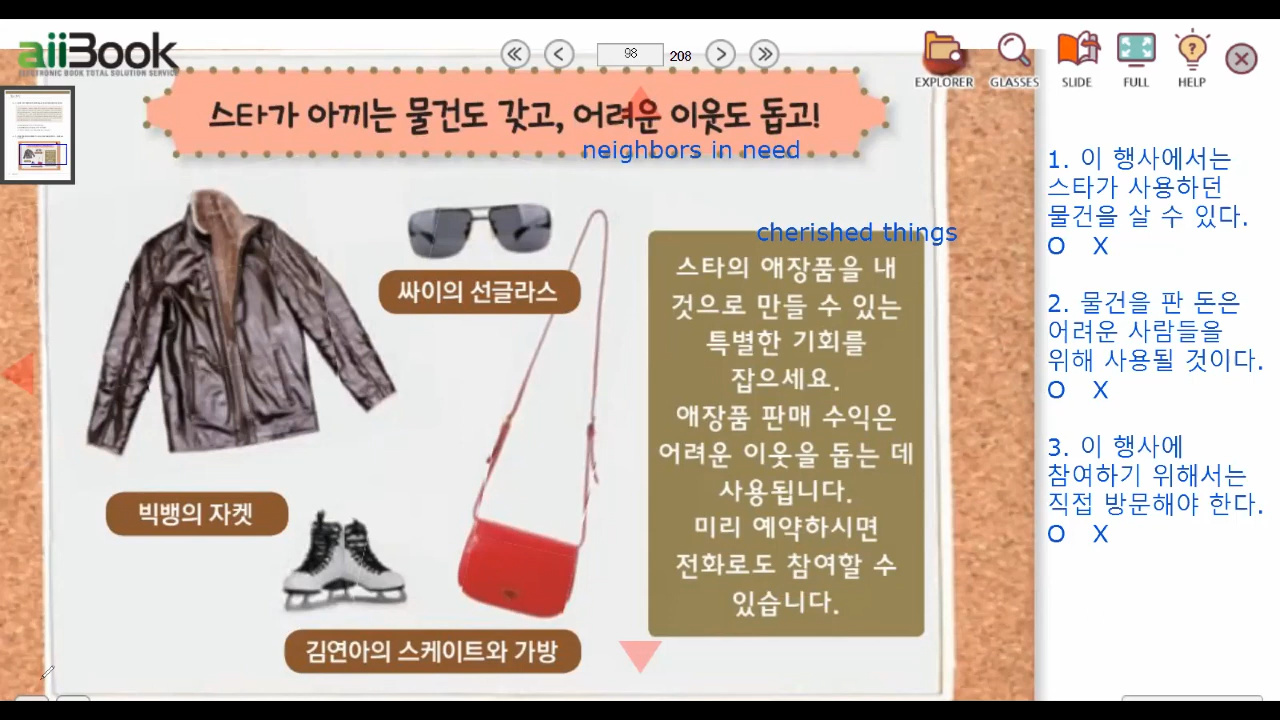 aiiBook
ELECTRONIC BOOK TOTAL SOLUTION SERVICE
98
208
EXPLORER
GLASSES
SLIDE
FULL
HELP
스타가 아끼는 물건도 갖고, 어려운 이웃도 돕고!
neighbors in need
cherished things
싸이의 선글라스
빅뱅의 자켓
김연아의 스케이트와 가방
스타의 애장품을 내
것으로 만들 수 있는
특별한 기회를
잡으세요.
애장품 판매 수익은
어려운 이웃을 돕는 데
사용됩니다.
미리 예약하시면
전화로도 참여할 수
있습니다.
1. 이 행사에서는
스타가 사용하던
물건을 살 수 있다.
O X
2. 물건을 판 돈은
어려운 사람들을
위해 사용될 것이다.
O X
3. 이 행사에
참여하기 위해서는
직접 방문해야 한다.
O X